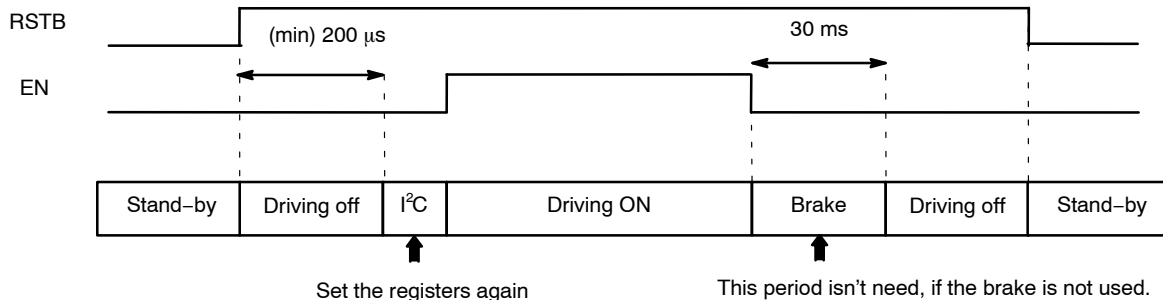 RSTB
(min) 200 μs
30 ms
EN
Stand–by
Driving off
I²C
Driving ON
Brake
Driving off
Stand–by
Set the registers again
This period isn't need, if the brake is not used.